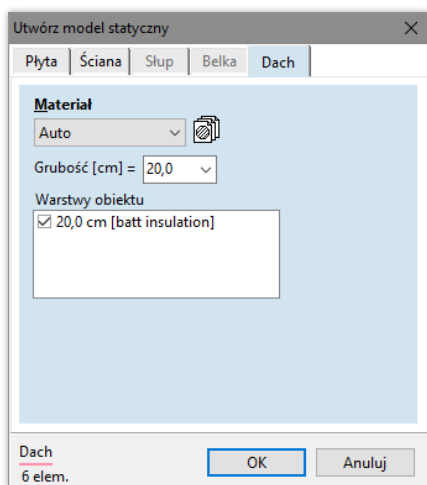 Utwórz model statyczny
Płyta Ściana Słup Belka Dach
Materiał
Auto
Grubość [cm] = 20,0
Warstwy obiektu
20,0 cm [batt insulation]
Dach
6 elem.
OK Anuluj